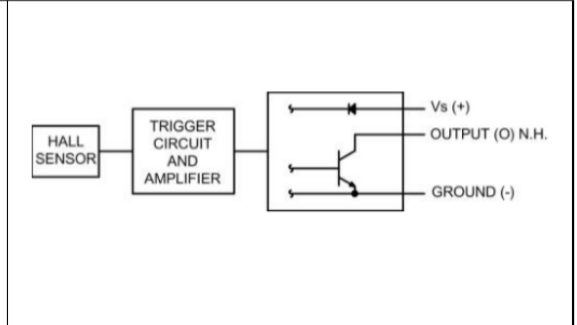 HALL
SENSOR
TRIGGER
CIRCUIT
AND
AMPLIFIER
Vs (+)
OUTPUT (O) N.H.
GROUND (-)